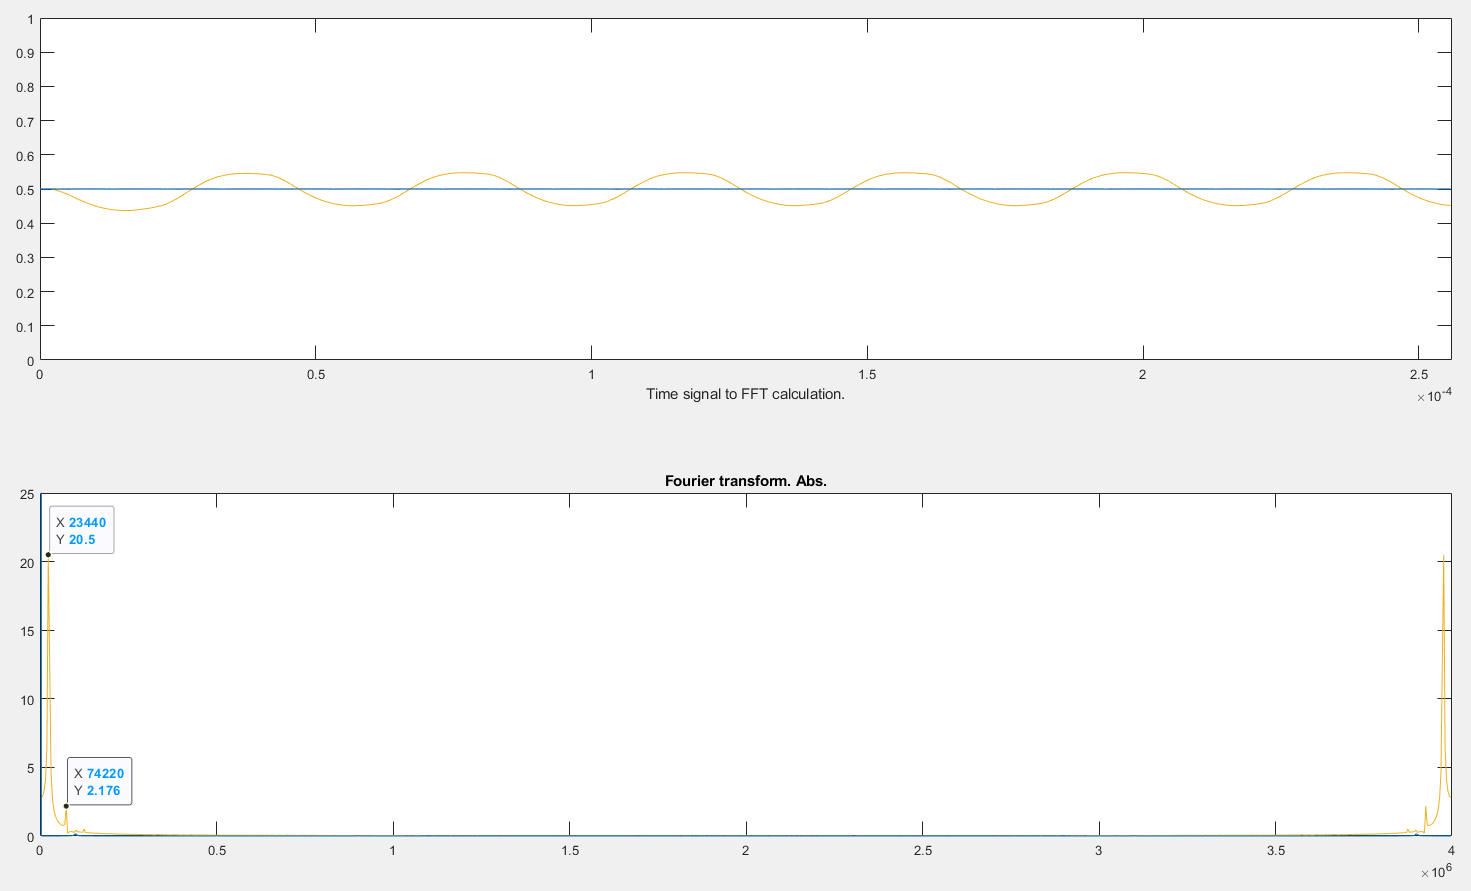 1
0.9
0.8
0.7
0.6
0.5
0.4
0.3
0.2
0.1
0
0 0.5 1 1.5 2 2.5
×10-4
Time signal to FFT calculation.
Fourier transform. Abs.
25
20
15
10
5
0
X 23440
Y 20.5
X 74220
Y 2.176
0 0.5 1 1.5 2 2.5 3 3.5 4
×106